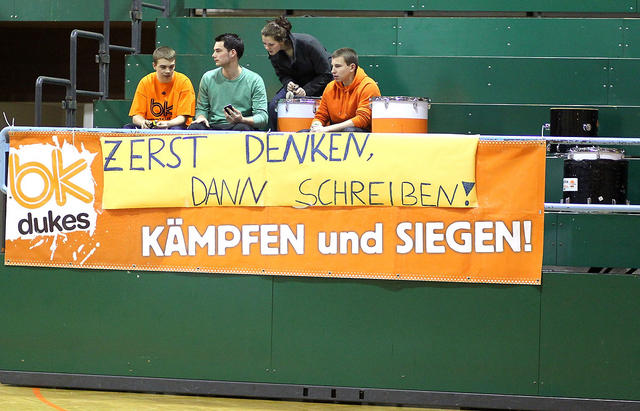 bk
bk
dukes
ZERST DENKEN,
DANN SCHREIBEN!
KÄMPFEN und SIEGEN!